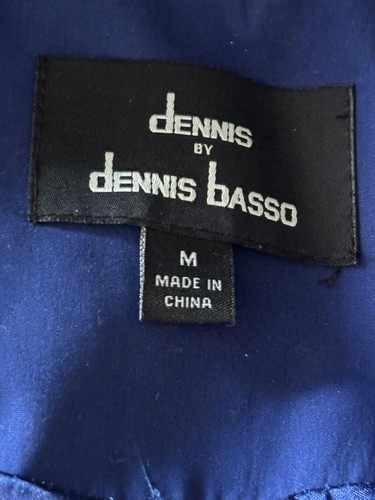 dENNIS
BY
dENNIS bASSO
M
MADE IN
CHINA